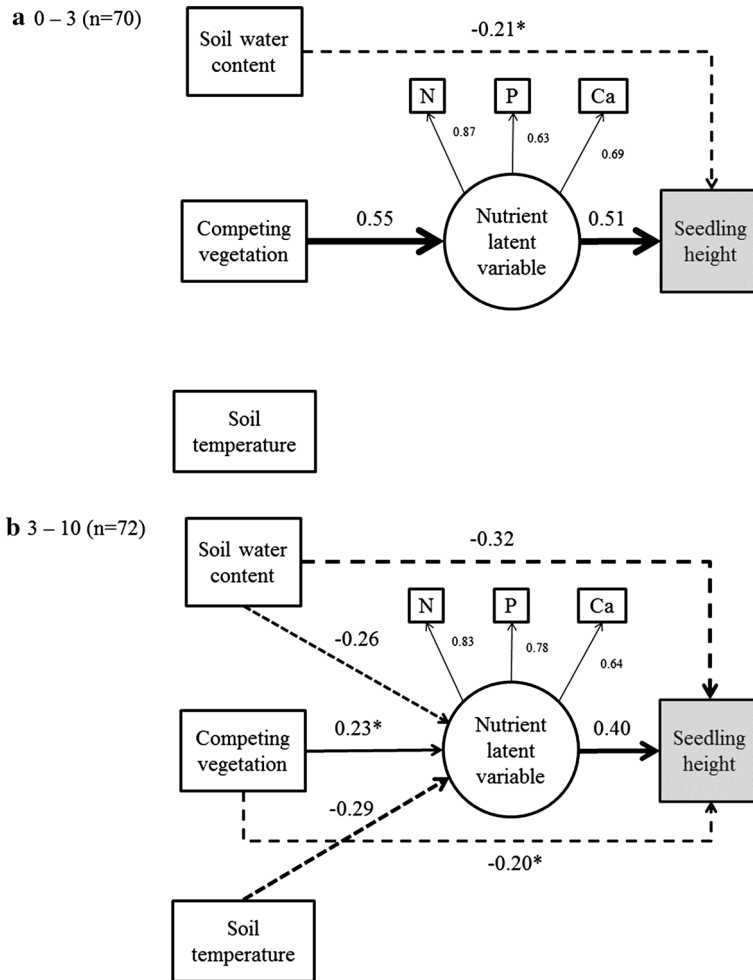 a 0 – 3 (n=70)
Soil water
content
-0.21*
N
P
Ca
0.87
0.63
0.69
Competing
vegetation
0.55
Nutrient
latent
variable
0.51
Seedling
height
Soil
temperature
b 3 – 10 (n=72)
Soil water
content
-0.32
N
P
Ca
-0.26
0.83
0.78
0.64
Competing
vegetation
0.23*
Nutrient
latent
variable
0.40
Seedling
height
-0.29
-0.20*
Soil
temperature